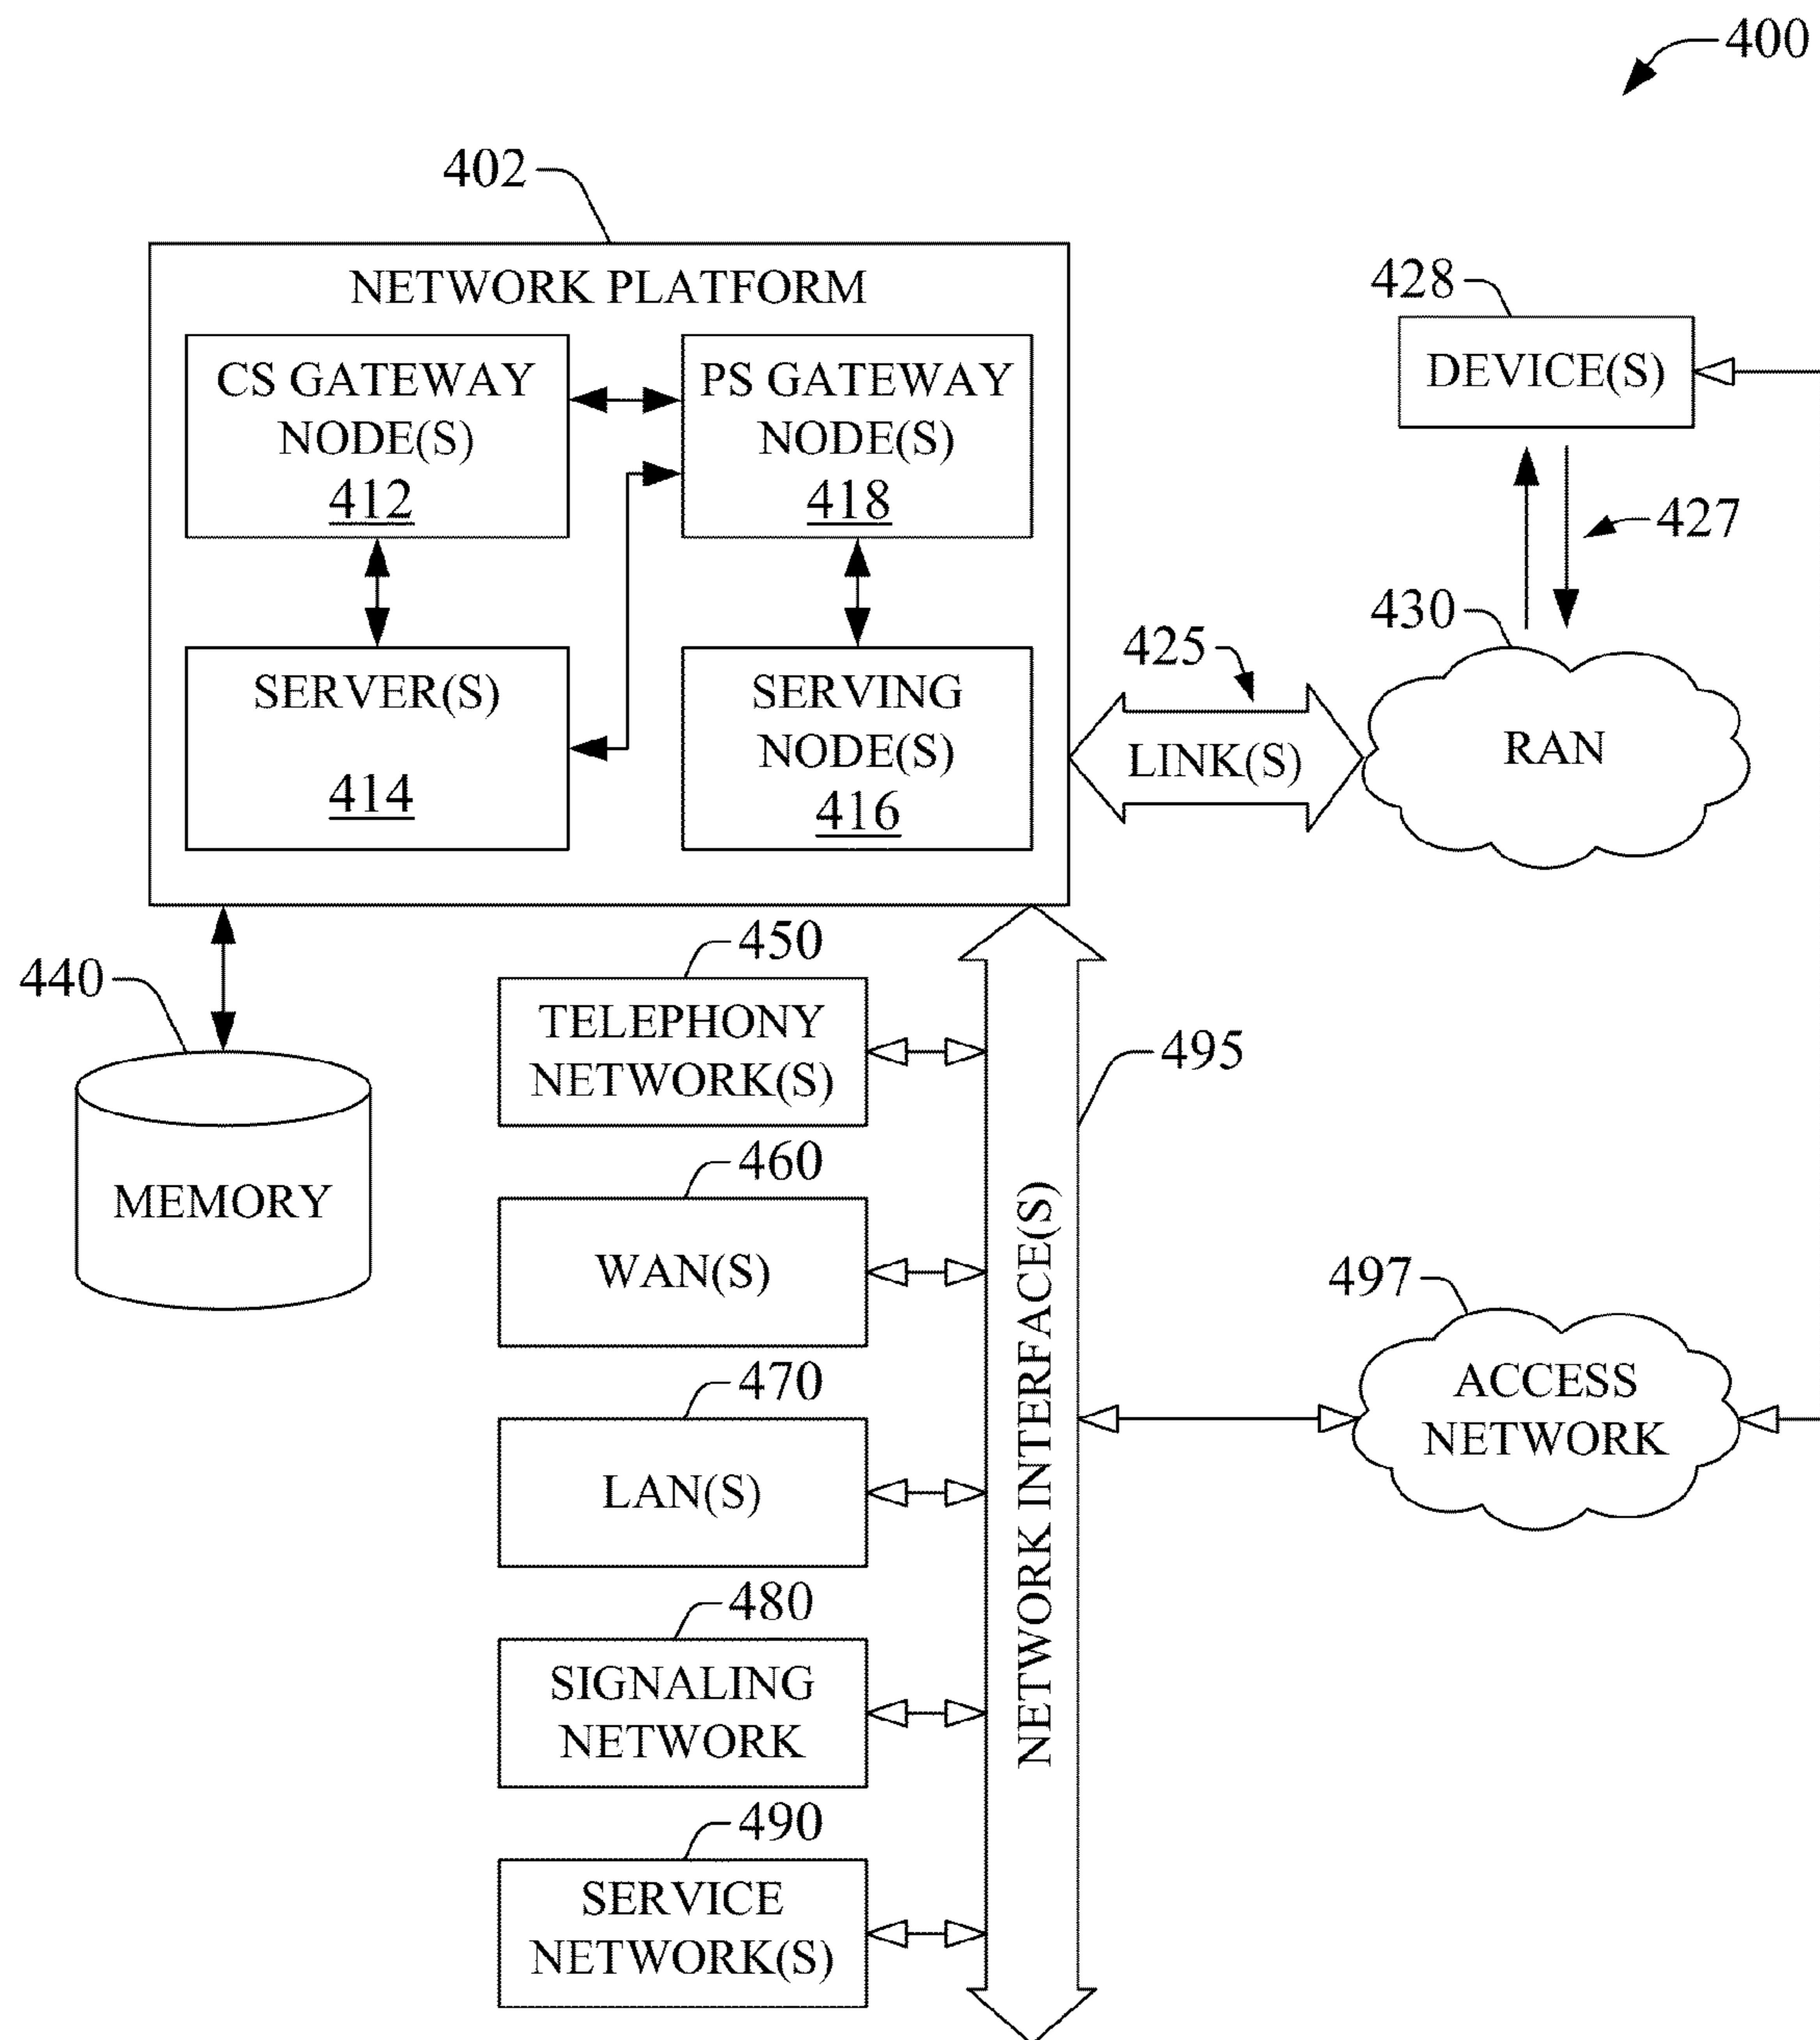 400
402
NETWORK PLATFORM
CS GATEWAY
NODE(S)
412
PS GATEWAY
NODE(S)
418
SERVER(S)
414
SERVING
NODE(S)
416
428
DEVICE(S)
427
430
RAN
425
LINK(S)
440
MEMORY
450
TELEPHONY
NETWORK(S)
460
WAN(S)
470
LAN(S)
480
SIGNALING
NETWORK
490
SERVICE
NETWORK(S)
495
NETWORK INTERFACE(S)
497
ACCESS
NETWORK